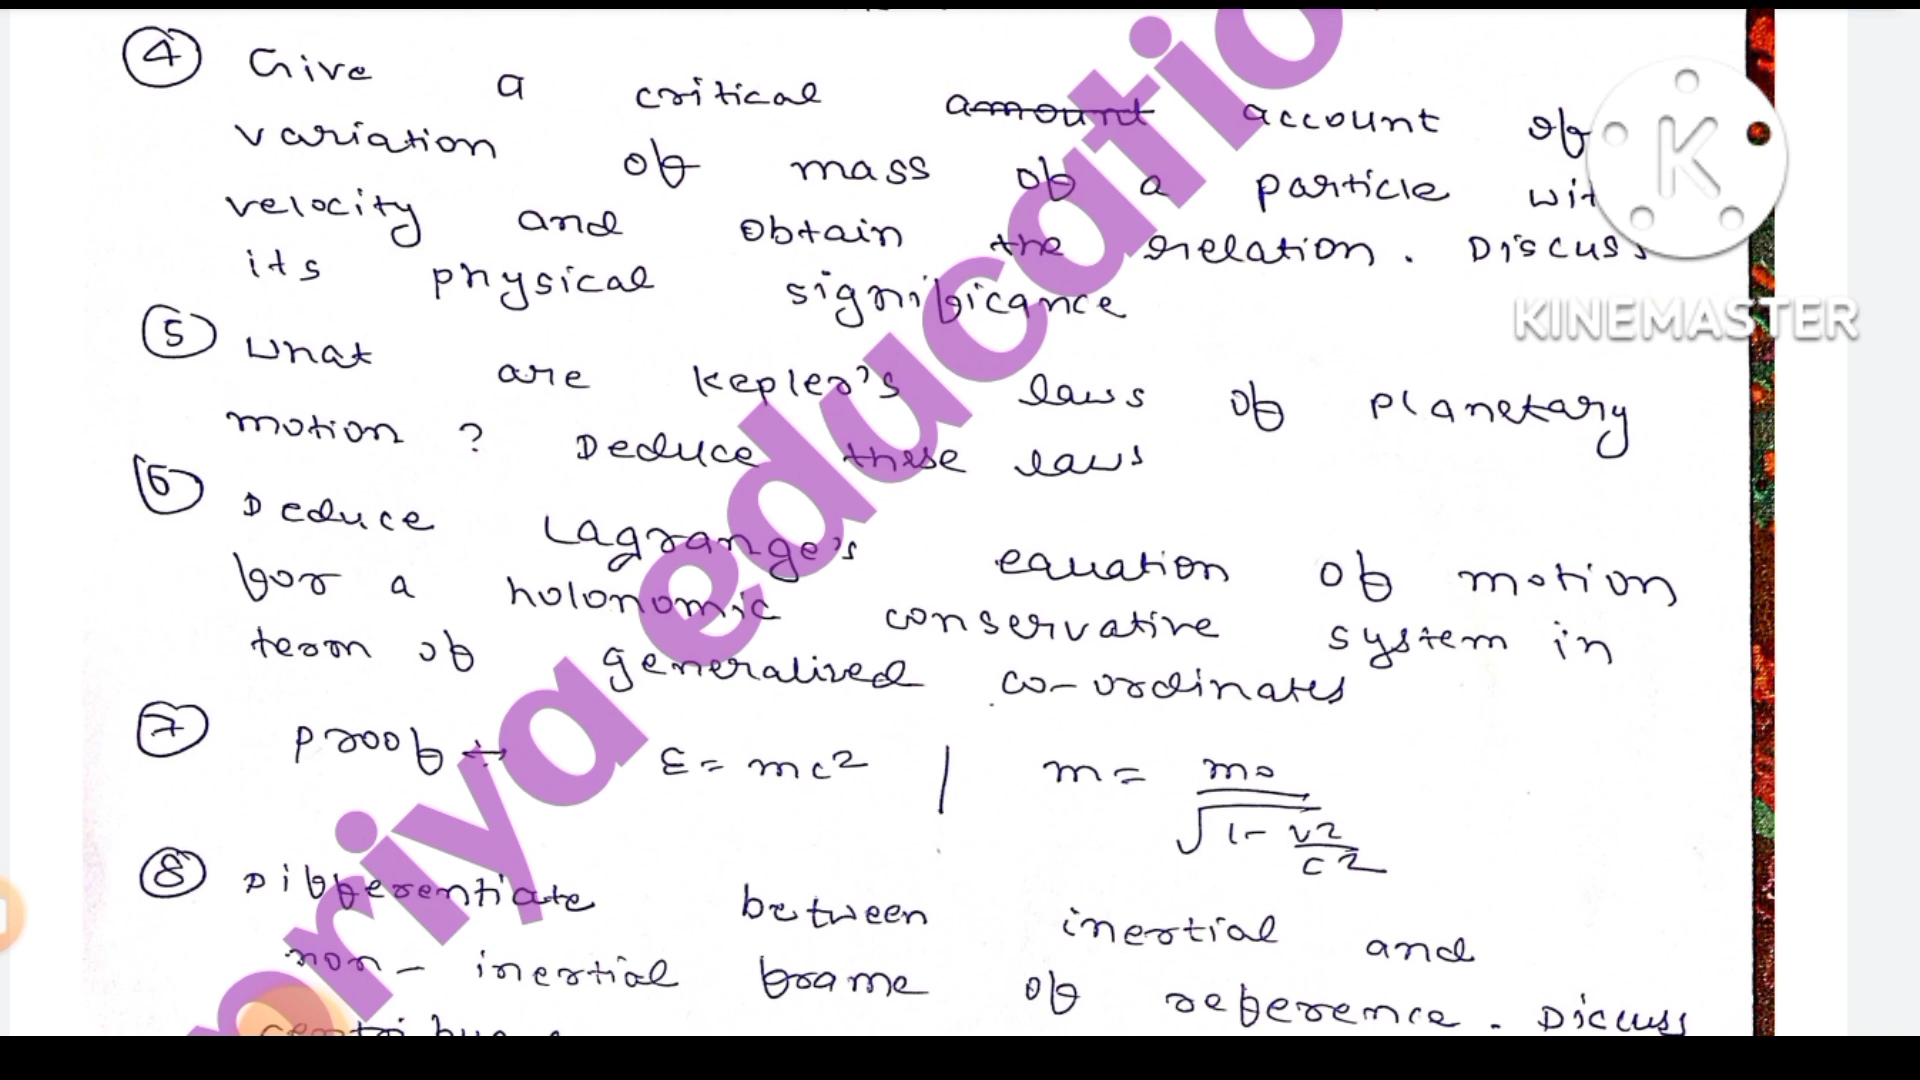 ④ Give a critical amount account of
variation of mass of a particle wit
velocity and obtain the relation. Discuss
its physical significance
⑤ What are Kepler's laws of planetary
motion ? Deduce these laws
⑥ Deduce Lagrange's equation of motion
for a holonomic conservative system in
term of generalised co-ordinates
⑦ Proof → E = mc² | m = m₀ / √1 - v²/c²
⑧ Differentiate between inertial and
non-inertial frame of reference. Discuss
priya education
K
KINEMASTER